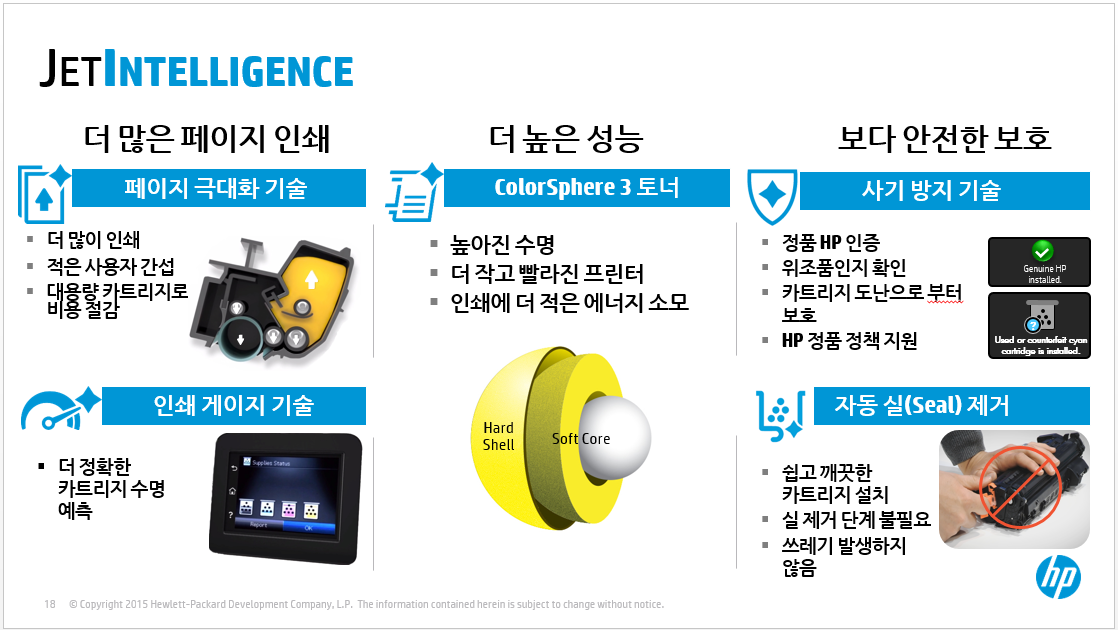 JETINTELLIGENCE
더 많은 페이지 인쇄
페이지 극대화 기술
더 많이 인쇄
적은 사용자 간섭
대용량 카트리지로
비용 절감
인쇄 게이지 기술
더 정확한
카트리지 수명
예측
Supplies Status
?
Report
OK
더 높은 성능
ColorSphere 3 토너
높아진 수명
더 작고 빨라진 프린터
인쇄에 더 적은 에너지 소모
Hard
Shell
Soft Core
보다 안전한 보호
사기 방지 기술
정품 HP 인증
위조품인지 확인
카트리지 도난으로 부터
보호
HP 정품 정책 지원
Genuine HP
installed.
?
Used or counterfeit cyan
cartridge is installed.
자동 실(Seal) 제거
쉽고 깨끗한
카트리지 설치
실 제거 단계 불필요
쓰레기 발생하지
않음
hp
18 © Copyright 2015 Hewlett-Packard Development Company, L.P. The information contained herein is subject to change without notice.